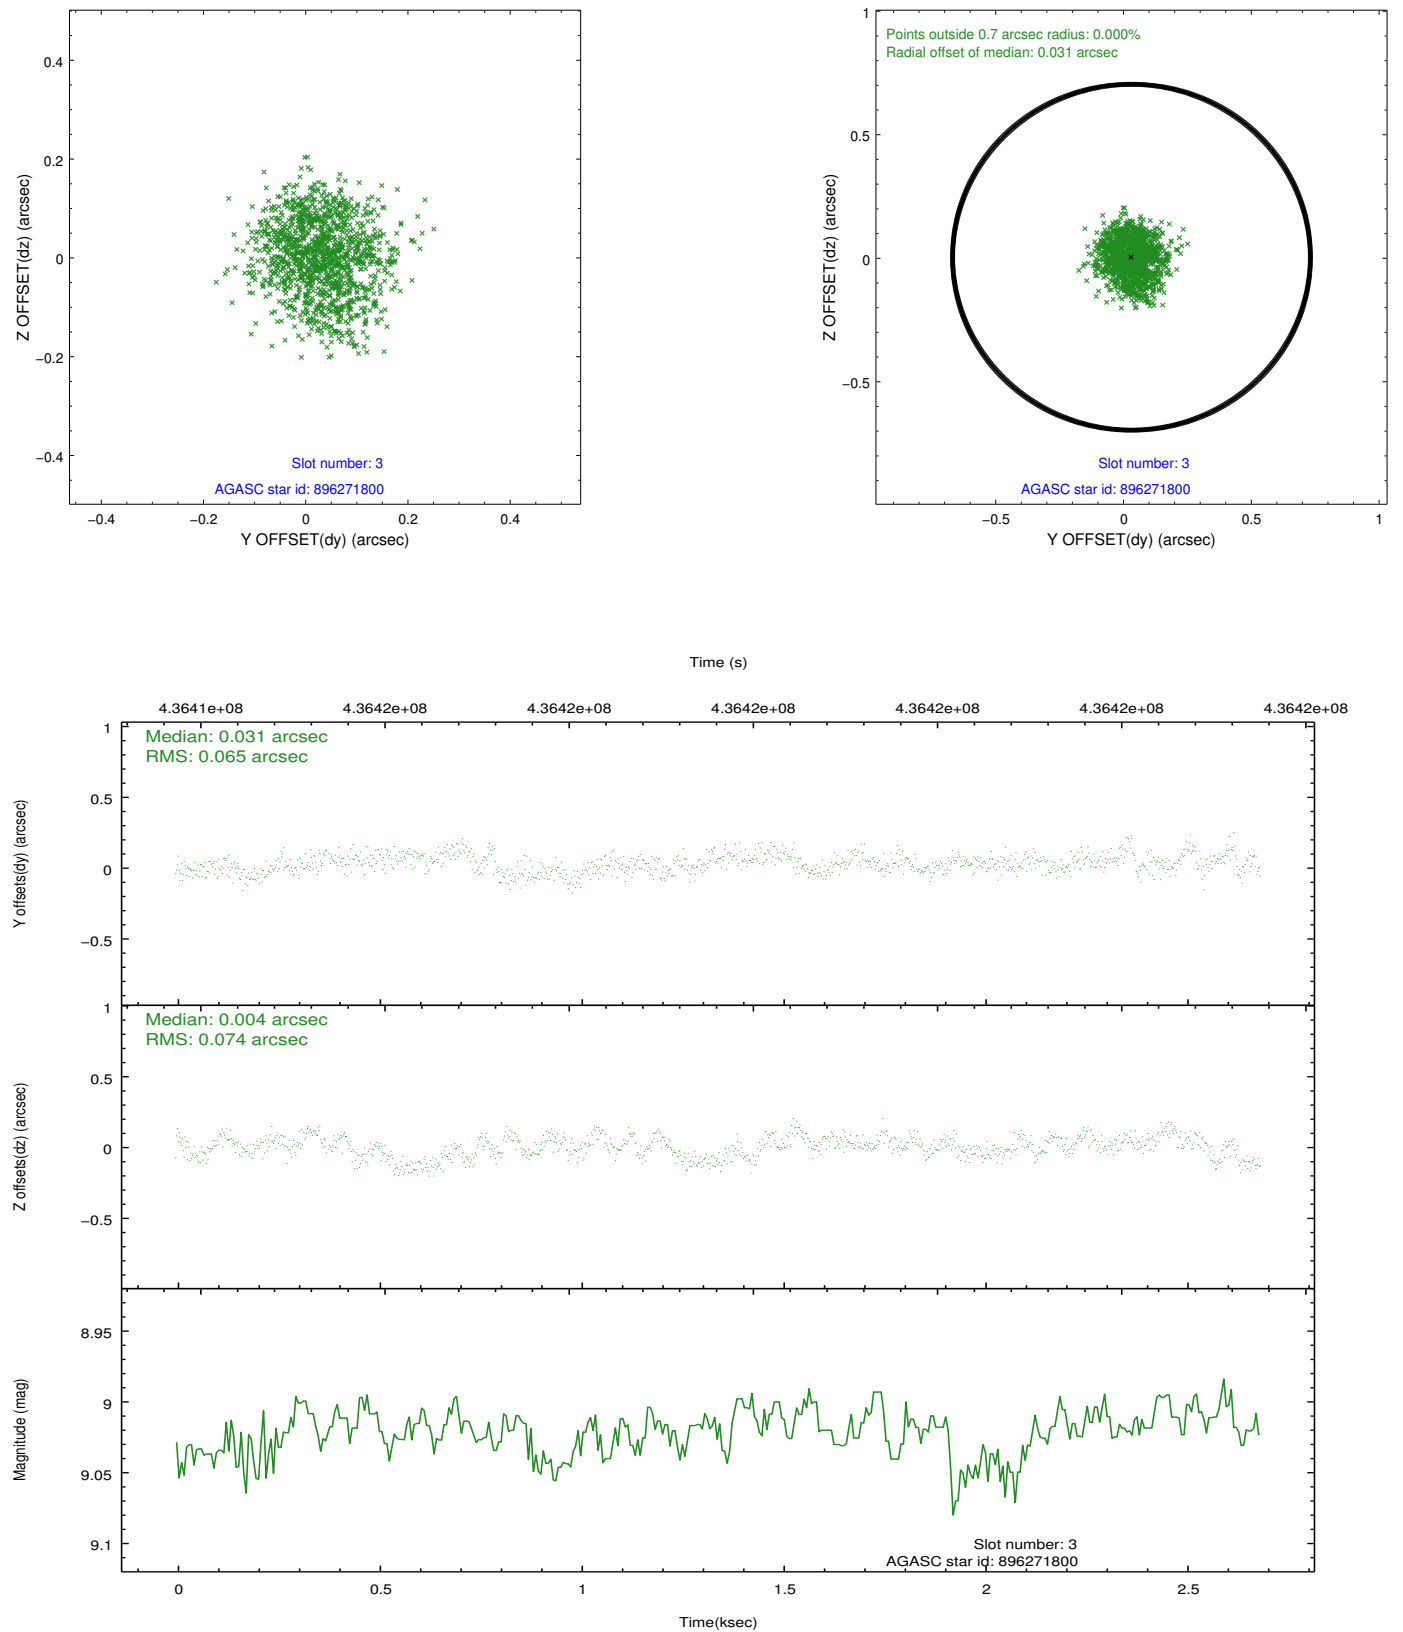 0.4
0.2
0
−0.2
−0.4
Z OFFSET(dz) (arcsec)
Slot number: 3
AGASC star id: 896271800
−0.4 −0.2 0 0.2 0.4
Y OFFSET(dy) (arcsec)
Points outside 0.7 arcsec radius: 0.000%
Radial offset of median: 0.031 arcsec
1
0.5
0
−0.5
Z OFFSET(dz) (arcsec)
Slot number: 3
AGASC star id: 896271800
−0.5 0 0.5 1
Y OFFSET(dy) (arcsec)
Time (s)
4.3641e+08 4.3642e+08 4.3642e+08 4.3642e+08 4.3642e+08 4.3642e+08 4.3642e+08
Median: 0.031 arcsec
RMS: 0.065 arcsec
1
0.5
0
−0.5
Y offsets(dy) (arcsec)
Median: 0.004 arcsec
RMS: 0.074 arcsec
1
0.5
0
−0.5
Z offsets(dz) (arcsec)
8.95
9
9.05
9.1
Magnitude (mag)
Slot number: 3
AGASC star id: 896271800
0 0.5 1 1.5 2 2.5
Time(ksec)